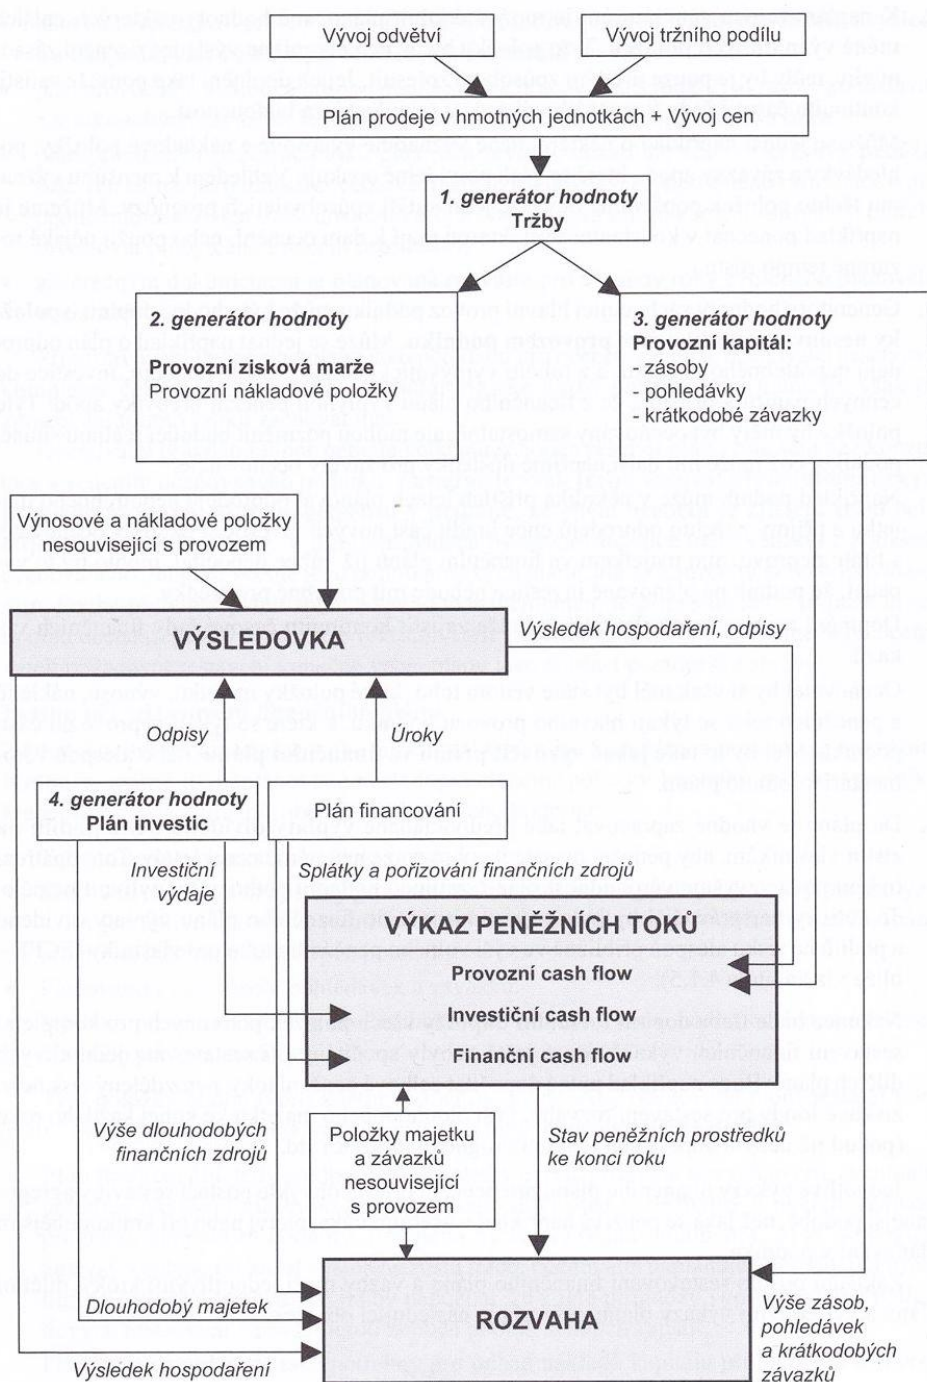 Vývoj odvětví
Vývoj tržního podílu
Plán prodeje v hmotných jednotkách + Vývoj cen
1. generátor hodnoty
Tržby
2. generátor hodnoty
Provozní zisková marže
Provozní nákladové položky
3. generátor hodnoty
Provozní kapitál:
- zásoby
- pohledávky
- krátkodobé závazky
Výnosové a nákladové položky
nesouvisející s provozem
VÝSLEDOVKA
Výsledek hospodaření, odpisy
Odpisy
Úroky
4. generátor hodnoty
Plán investic
Plán financování
Investiční
výdaje
Splátky a pořizování finančních zdrojů
VÝKAZ PENĚŽNÍCH TOKŮ
Provozní cash flow
Investiční cash flow
Finanční cash flow
Výše dlouhodobých
finančních zdrojů
oložky majetku
závazků
nesouvisející
s provozem
Stav peněžních prostředků
ke konci roku
Dlouhodobý majetek
ROZVAHA
Výše zásob,
pohledávek
a krátkodobých
závazků
Výsledek hospodaření